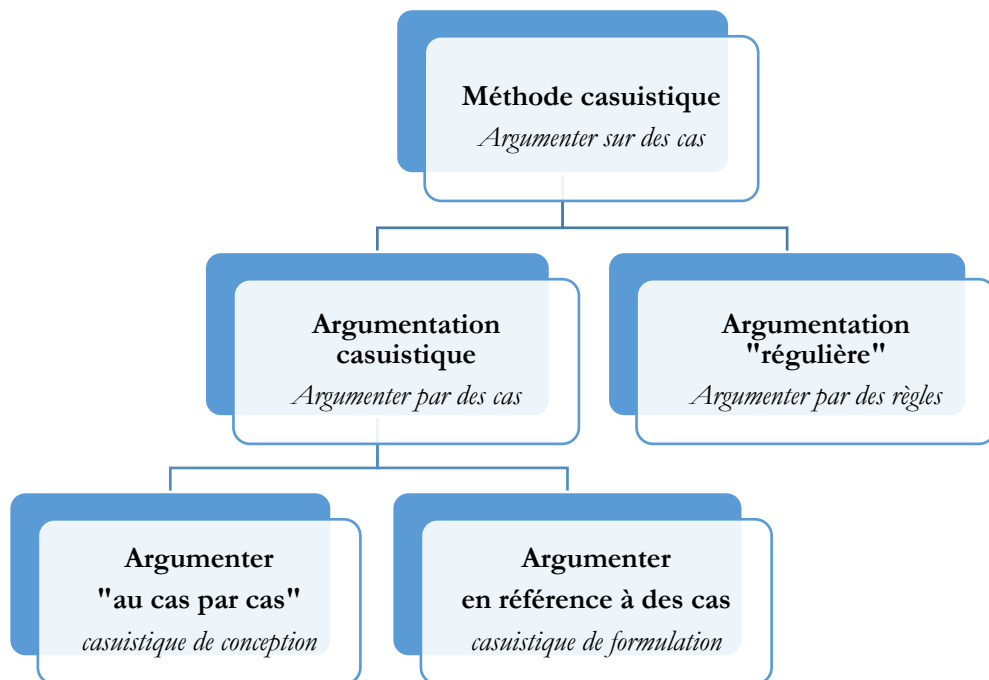 Méthode casuistique
Argumenter sur des cas
Argumentation
casuistique
Argumenter par des cas
Argumentation
"régulière"
Argumenter par des règles
Argumenter
"au cas par cas"
casuistique de conception
Argumenter
en référence à des cas
casuistique de formulation